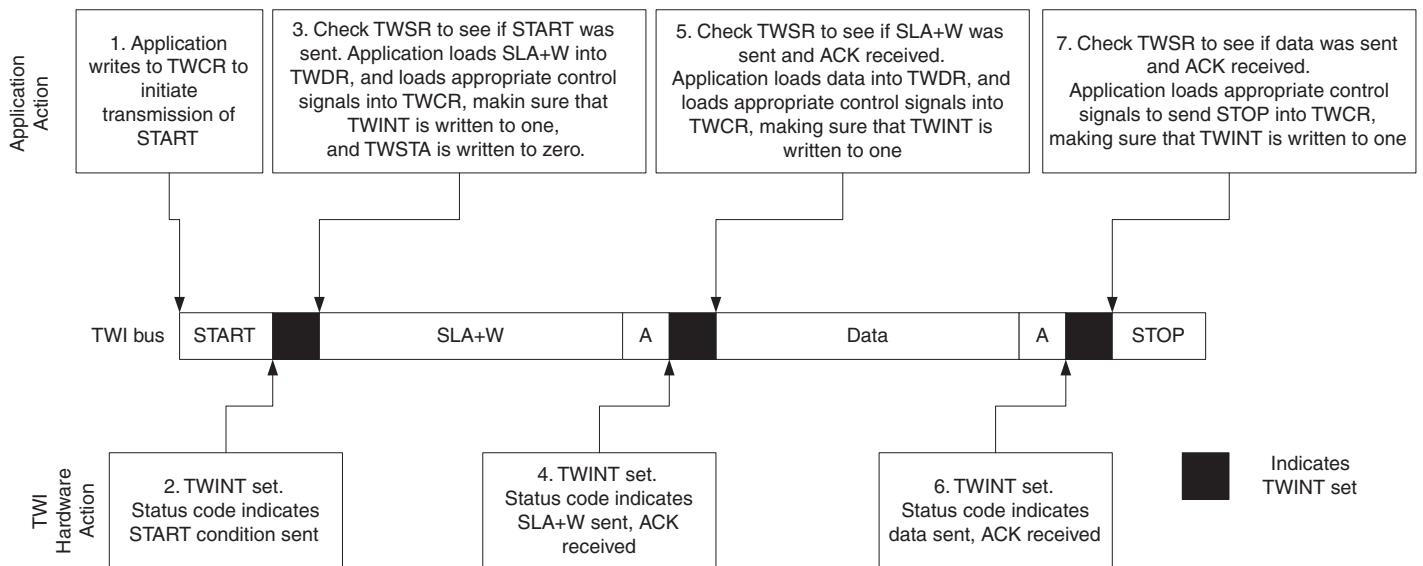 Application
Action
1. Application
writes to TWCR to
initiate
transmission of
START
3. Check TWSR to see if START was
sent. Application loads SLA+W into
TWDR, and loads appropriate control
signals into TWCR, makin sure that
TWINT is written to one,
and TWSTA is written to zero.
5. Check TWSR to see if SLA+W was
sent and ACK received.
Application loads data into TWDR, and
loads appropriate control signals into
TWCR, making sure that TWINT is
written to one
7. Check TWSR to see if data was sent
and ACK received.
Application loads appropriate control
signals to send STOP into TWCR,
making sure that TWINT is written to one
TWI bus
START
SLA+W
A
Data
A
STOP
TWI
Hardware
Action
2. TWINT set.
Status code indicates
START condition sent
4. TWINT set.
Status code indicates
SLA+W sent, ACK
received
6. TWINT set.
Status code indicates
data sent, ACK received
Indicates
TWINT set